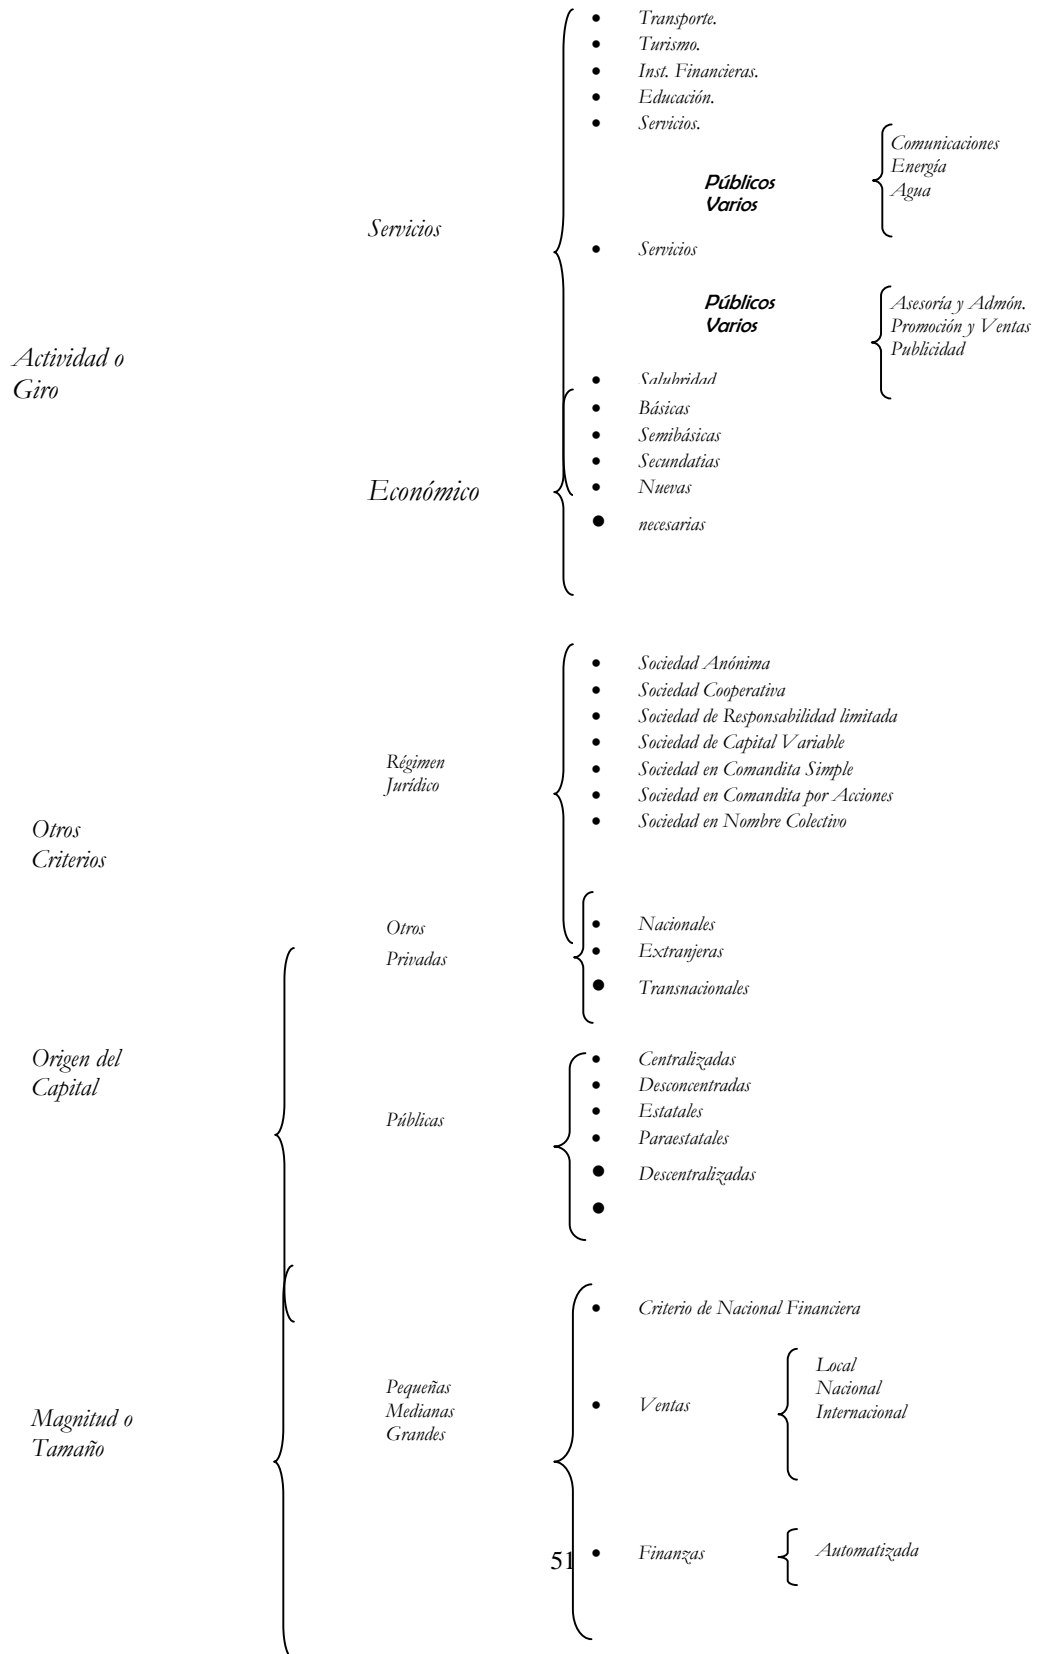 Transporte.
Turismo.
Inst. Financieras.
Educación.
Servicios.
Comunicaciones
Energía
Agua
Públicos
Varios
Servicios
Servicios
Públicos
Varios
Asesoría y Admón.
Promoción y Ventas
Publicidad
Actividad o
Giro
Salubridad
Básicas
Semibásicas
Secundatias
Nuevas
necesarias
Económico
Sociedad Anónima
Sociedad Cooperativa
Sociedad de Responsabilidad limitada
Sociedad de Capital Variable
Sociedad en Comandita Simple
Sociedad en Comandita por Acciones
Sociedad en Nombre Colectivo
Régimen
Jurídico
Otros
Criterios
Otros
Privadas
Nacionales
Extranjeras
Transnacionales
Origen del
Capital
Públicas
Centralizadas
Desconcentradas
Estatales
Paraestatales
Descentralizadas
Criterio de Nacional Financiera
Pequeñas
Medianas
Grandes
Ventas
Local
Nacional
Internacional
Magnitud o
Tamaño
Finanzas
Automatizada
51